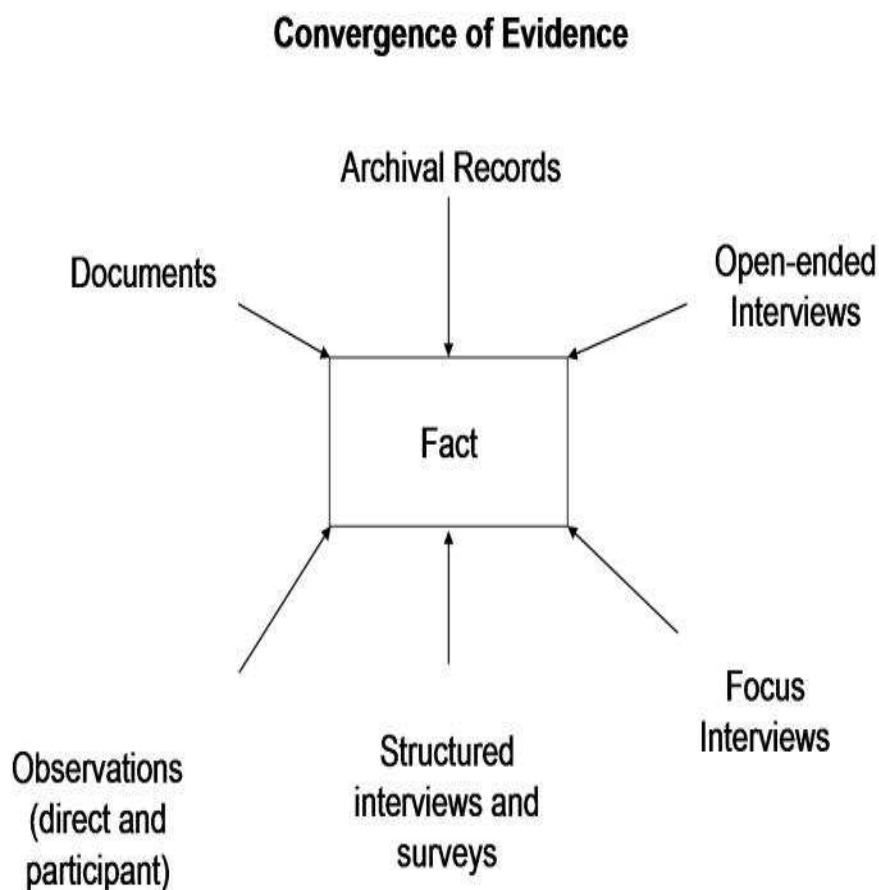 Convergence of Evidence
Archival Records
Documents
Open-ended
Interviews
Fact
Focus
Interviews
Structured
interviews and
surveys
Observations
(direct and
participant)